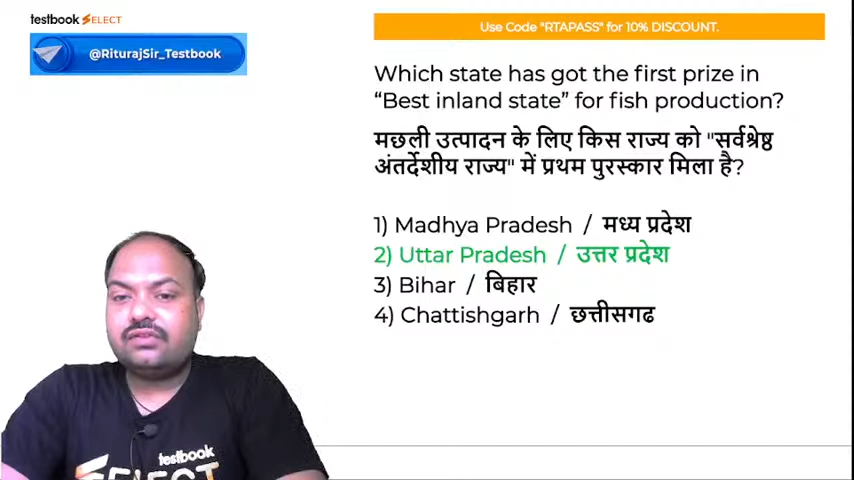 testbook SELECT
@RiturajSir_Testbook
Use Code "RTAPASS" for 10% DISCOUNT.
Which state has got the first prize in
“Best inland state” for fish production?
मछली उत्पादन के लिए किस राज्य को "सर्वश्रेष्ठ
अंतर्देशीय राज्य" में प्रथम पुरस्कार मिला है?
1) Madhya Pradesh / मध्य प्रदेश
2) Uttar Pradesh / उत्तर प्रदेश
3) Bihar / बिहार
4) Chattishgarh / छत्तीसगढ
testbook
SELECT